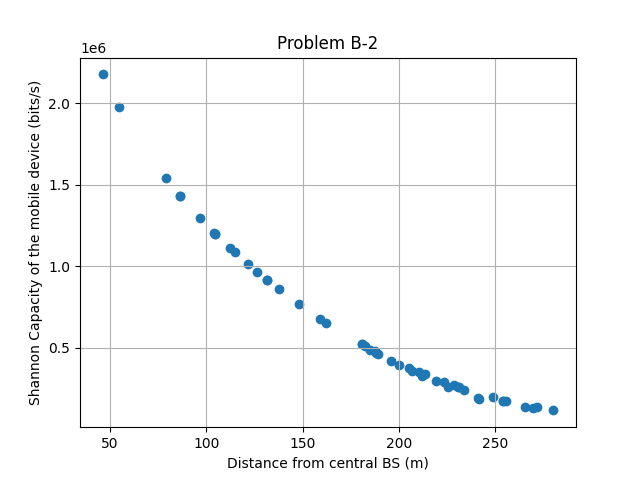 Problem B-2
1e6
2.0
1.5
1.0
0.5
Shannon Capacity of the mobile device (bits/s)
50 100 150 200 250
Distance from central BS (m)